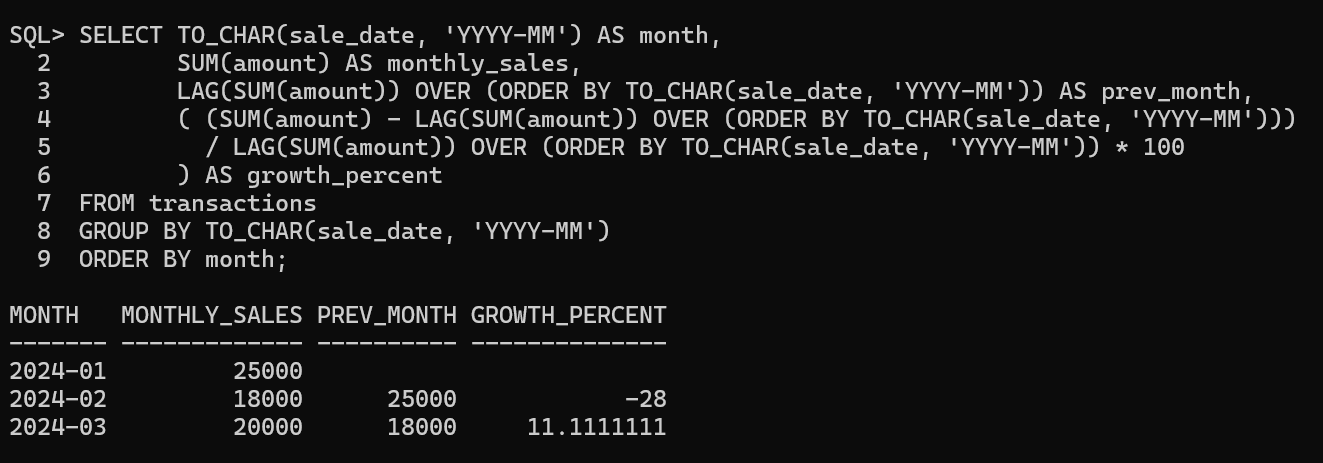 SQL> SELECT TO_CHAR(sale_date, 'YYYY-MM') AS month,
  2         SUM(amount) AS monthly_sales,
  3         LAG(SUM(amount)) OVER (ORDER BY TO_CHAR(sale_date, 'YYYY-MM')) AS prev_month,
  4         ( (SUM(amount) - LAG(SUM(amount)) OVER (ORDER BY TO_CHAR(sale_date, 'YYYY-MM')))
  5           / LAG(SUM(amount)) OVER (ORDER BY TO_CHAR(sale_date, 'YYYY-MM')) * 100
  6         ) AS growth_percent
  7  FROM transactions
  8  GROUP BY TO_CHAR(sale_date, 'YYYY-MM')
  9  ORDER BY month;

MONTH   MONTHLY_SALES PREV_MONTH GROWTH_PERCENT
------- ------------- ---------- --------------
2024-01         25000
2024-02         18000      25000            -28
2024-03         20000      18000     11.1111111